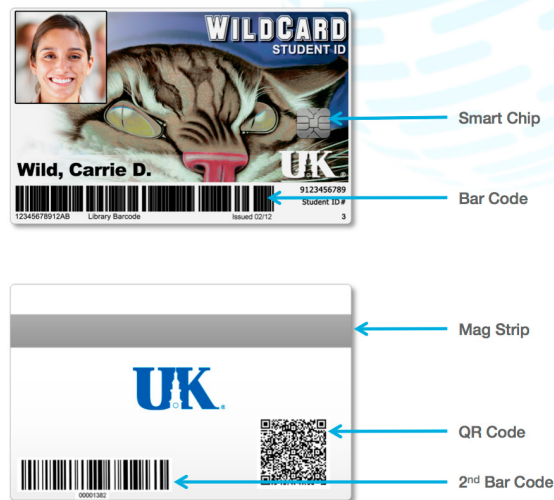 WILDCARD
STUDENT ID
Smart Chip
Wild, Carrie D.
UK
9123456789
Student ID#
Bar Code
12345678912AB Library Barcode Issued 02/12 3
Mag Strip
UK
QR Code
2nd Bar Code
00001382